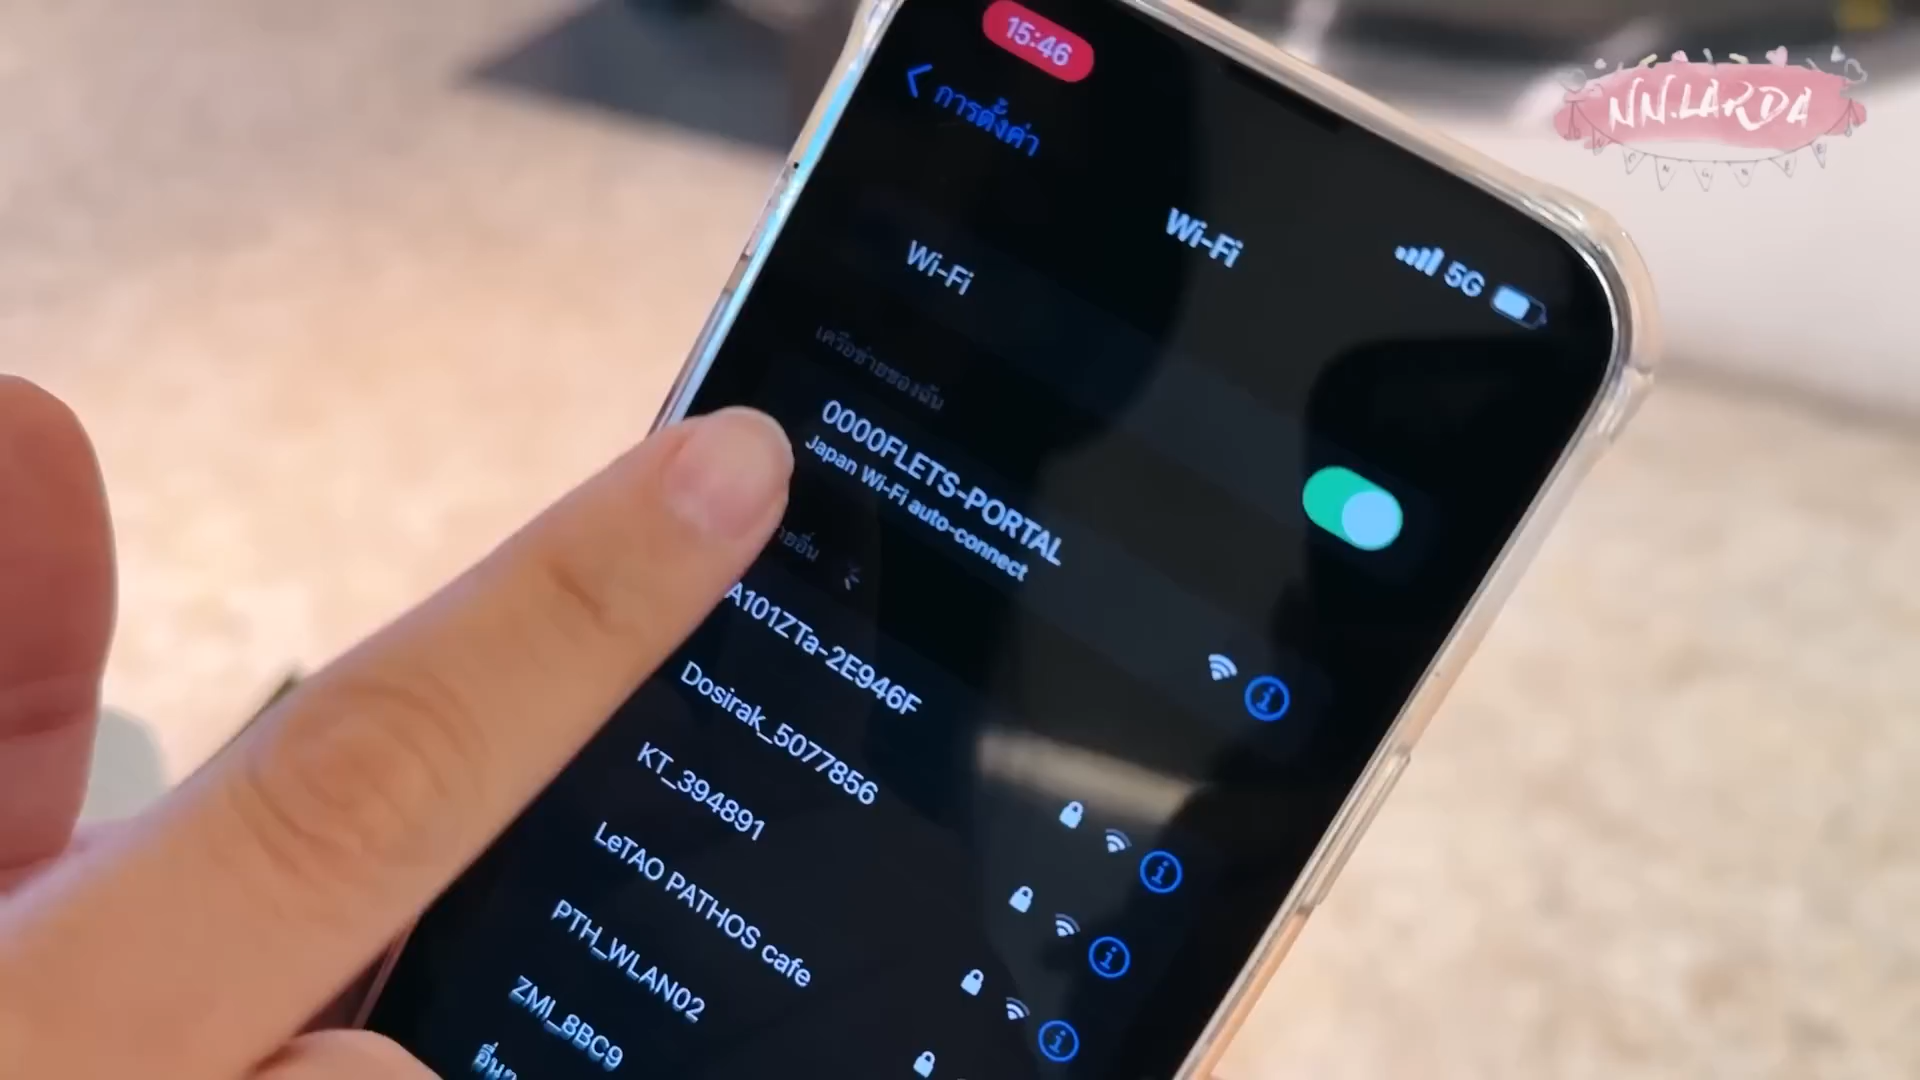 15:46
NN.LARDA
การตั้งค่า
Wi-Fi
5G
Wi-Fi
เครือข่ายของฉัน
0000FLETS-PORTAL
Japan Wi-Fi auto-connect
A101ZTa-2E946F
Dosirak_5077856
KT_394891
LeTAO PATHOS cafe
PTH_WLAN02
ZMI_8BC9